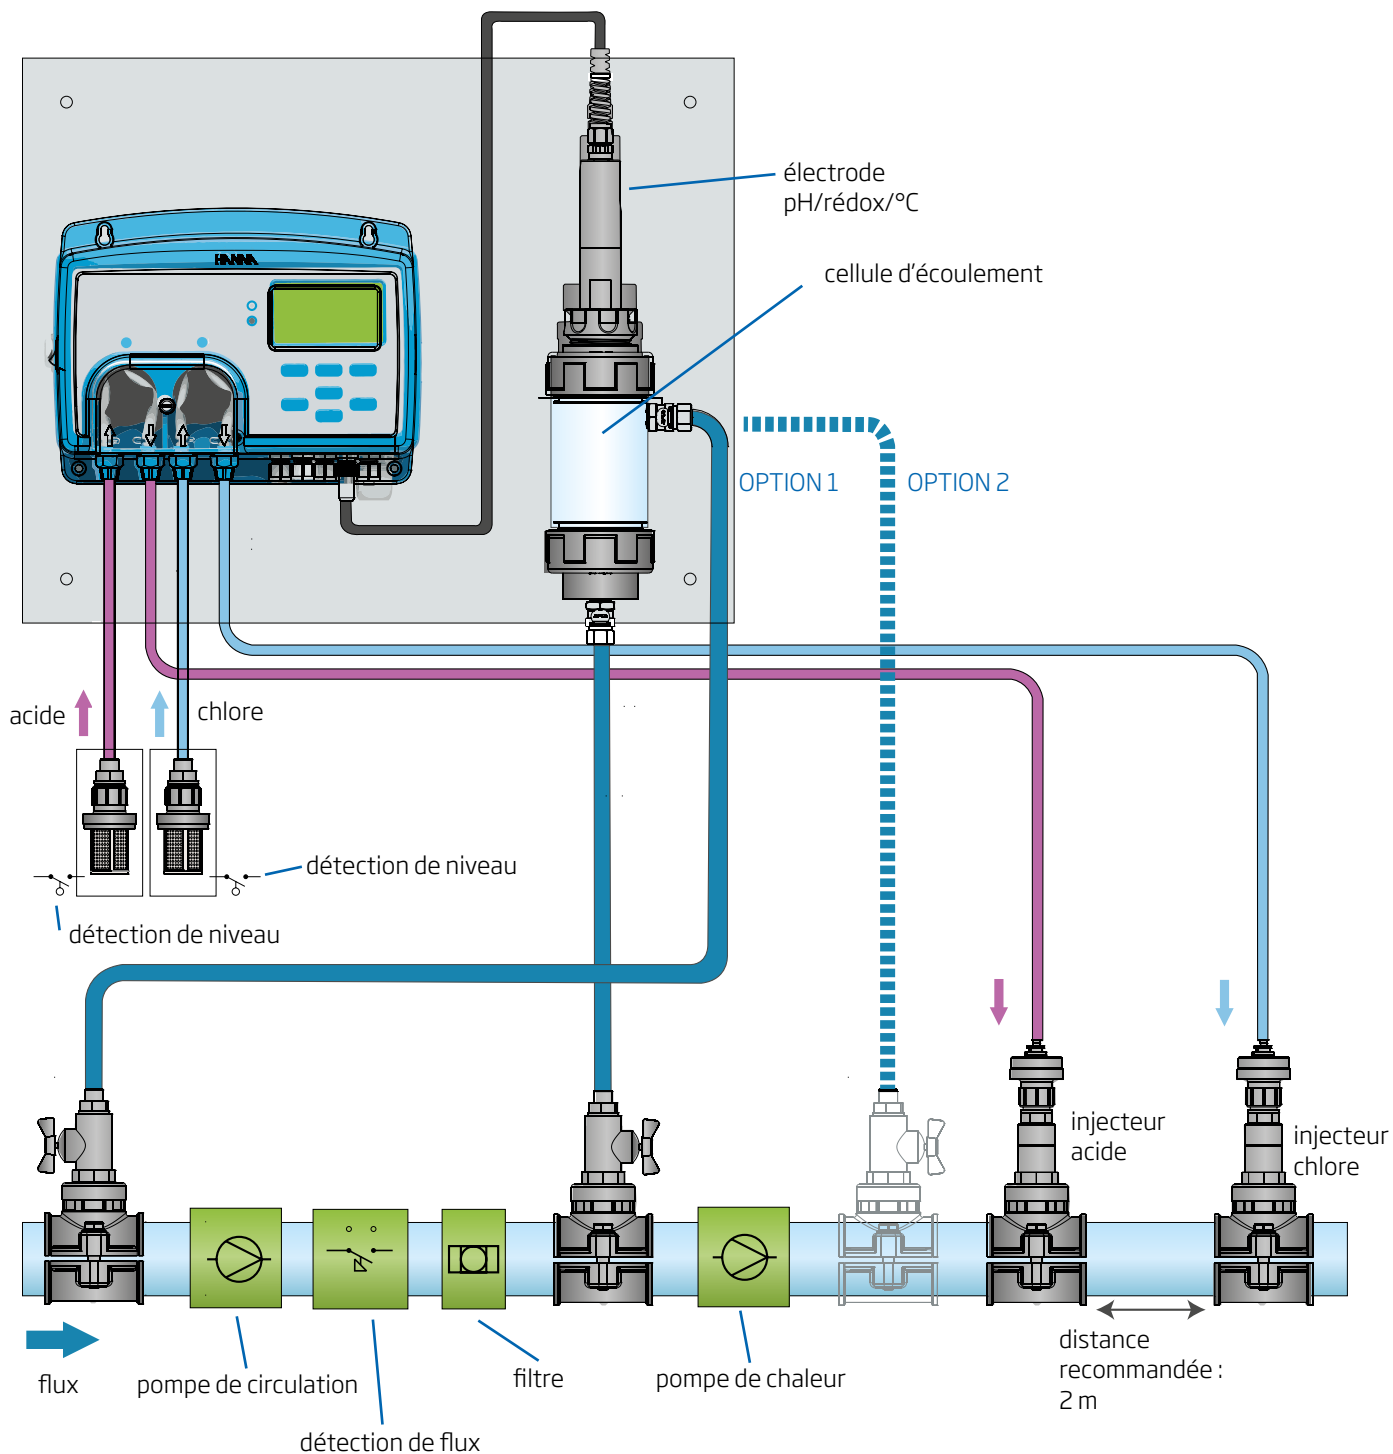 électrode
pH/rédox/°C
HANNA
cellule d'écoulement
OPTION 1
OPTION 2
acide
chlore
détection de niveau
détection de niveau
injecteur
acide
injecteur
chlore
distance
recommandée :
2 m
flux
pompe de circulation
filtre
pompe de chaleur
détection de flux